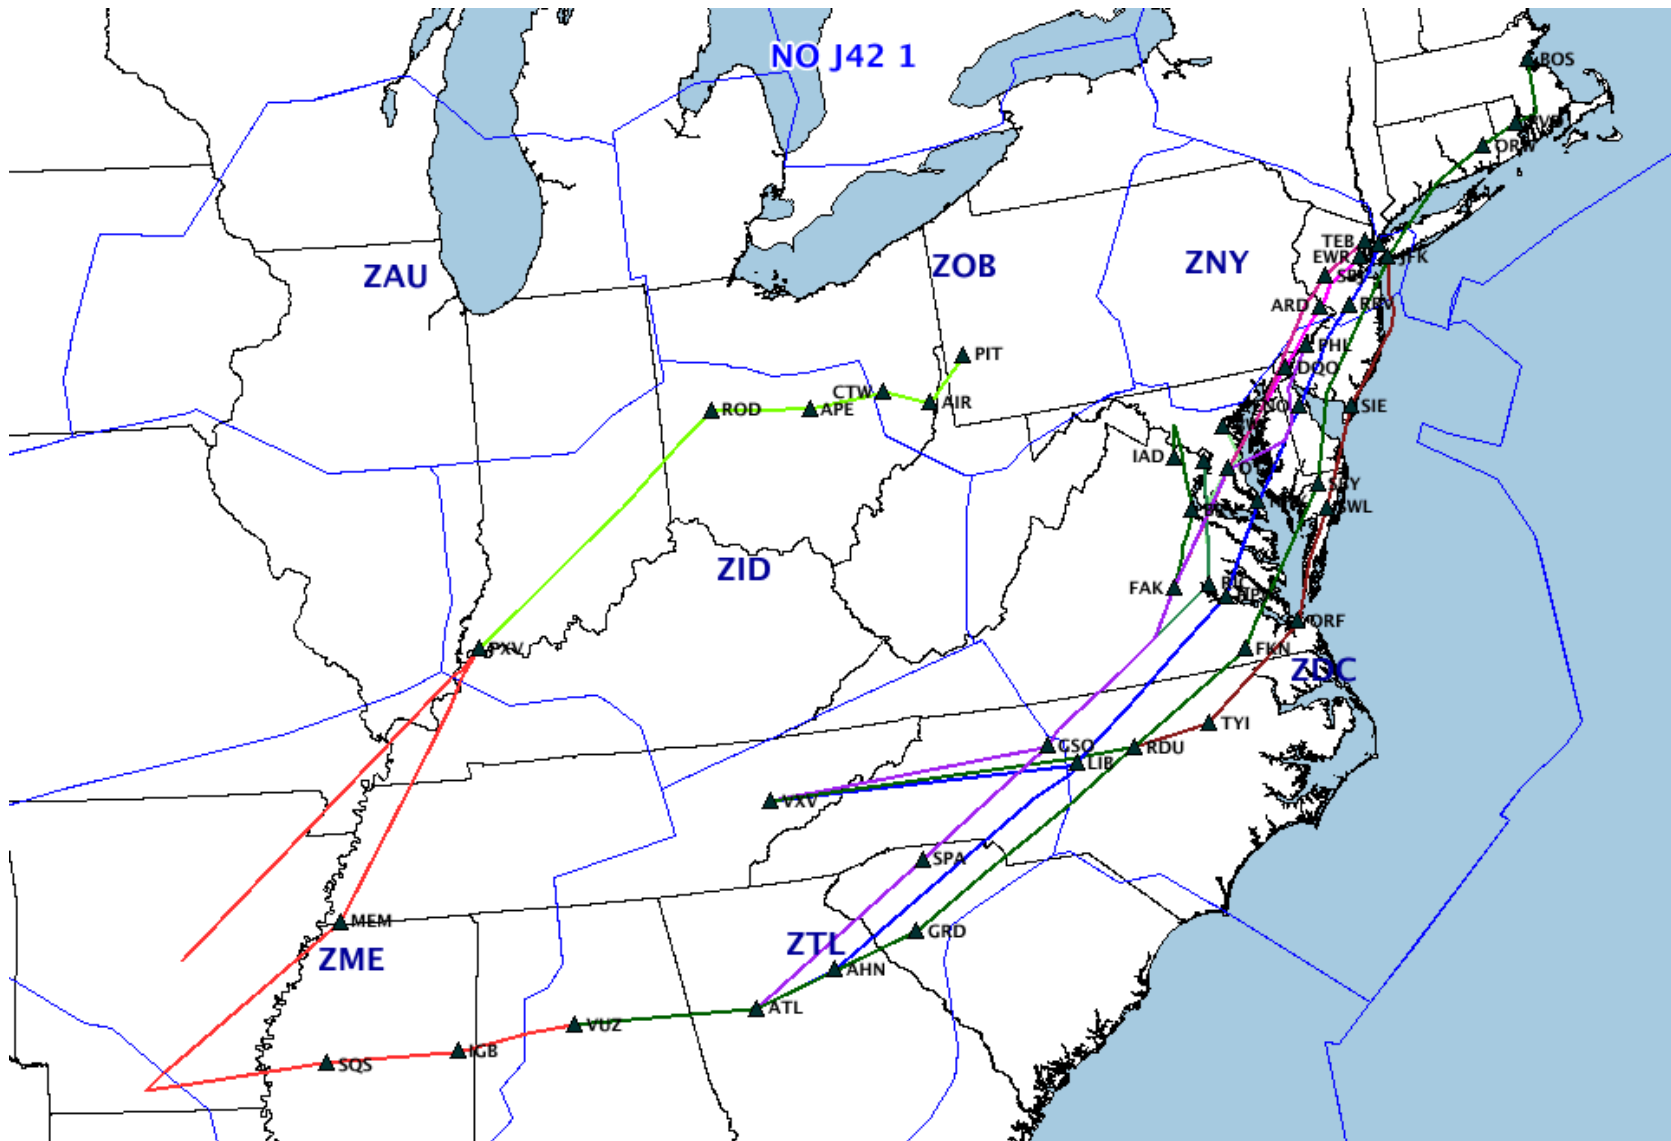 NO J42 1
BOS
ORW
ZAU
ZOB
ZNY
TEB
EWR
JFK
ARD
PHL
PIT
DQO
CTW
ROD
APE
AIR
SIE
IAD
SWL
ZID
FAK
ORF
PXV
FKN
ZDC
TYI
GSO
RDU
LIB
VXV
SPA
MEM
GRD
ZTL
ZME
AHN
ATL
VUZ
IGB
SQS